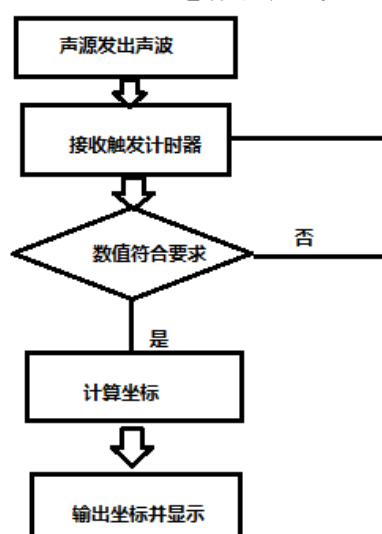 声源发出声波
接收触发计时器
数值符合要求
否
是
计算坐标
输出坐标并显示